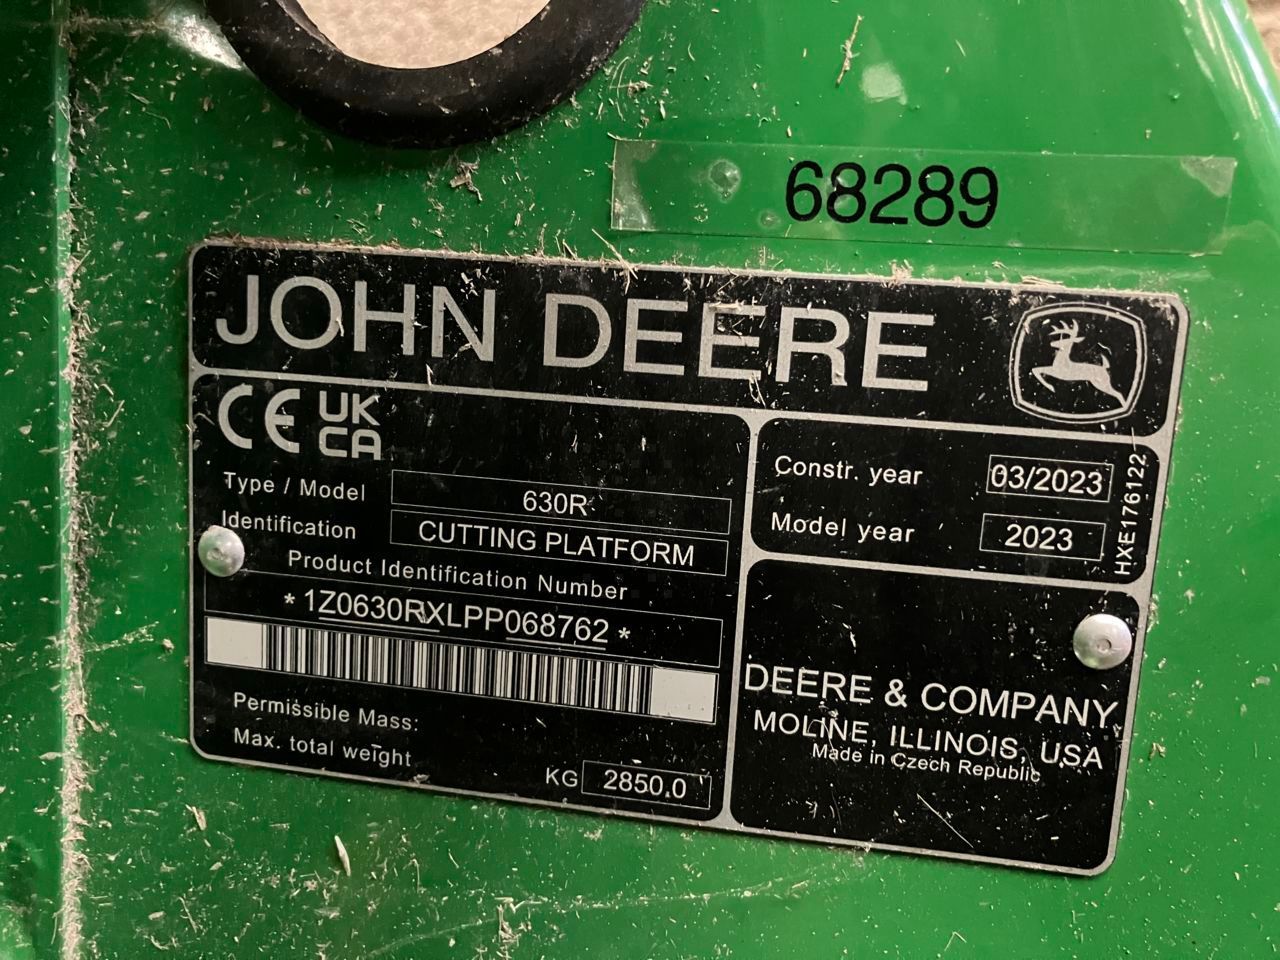 68289
JOHN DEERE
CE UK
CA
Type / Model 630R
Identification CUTTING PLATFORM
Product Identification Number
*1Z0630RXLPP068762*
Permissible Mass:
Max. total weight KG 2850.0
Constr. year 03/2023
Model year 2023
HXE176122
DEERE & COMPANY
MOLINE, ILLINOIS, USA
Made in Czech Republic